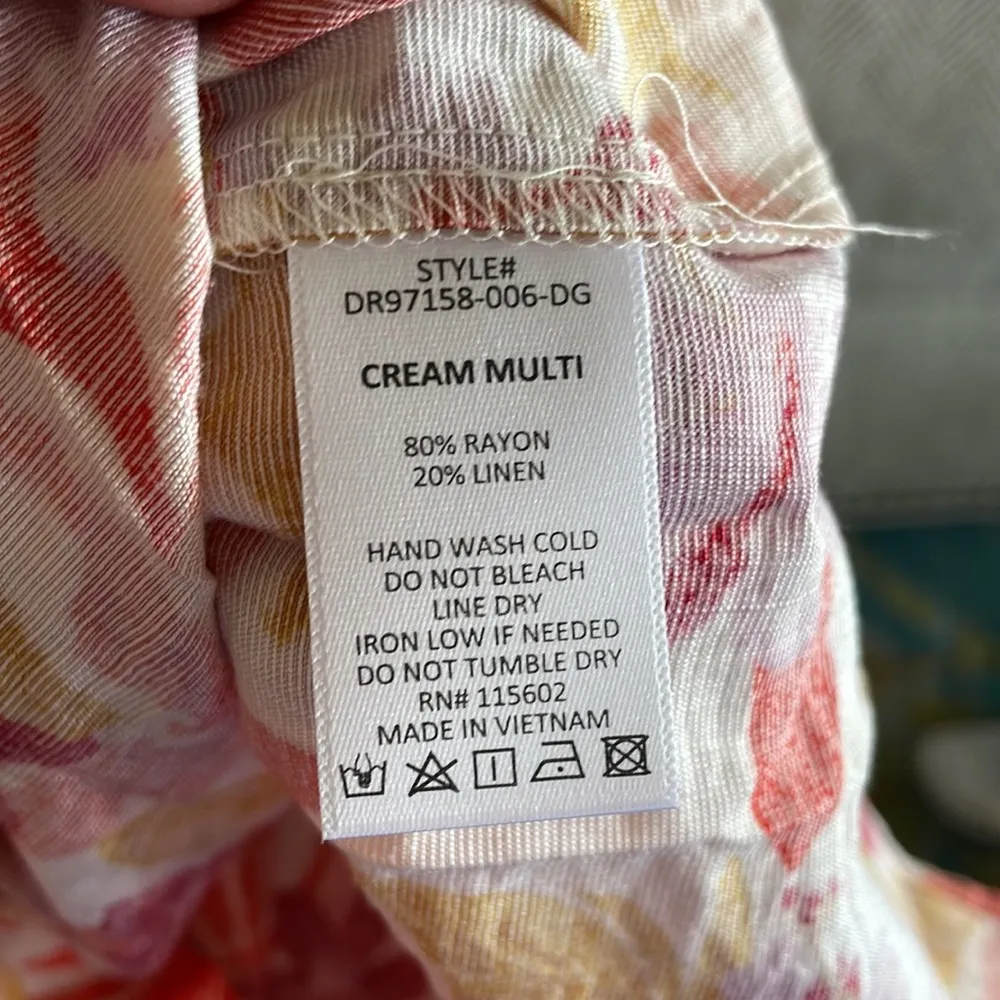 STYLE#
DR97158-006-DG
CREAM MULTI
80% RAYON
20% LINEN
HAND WASH COLD
DO NOT BLEACH
LINE DRY
IRON LOW IF NEEDED
DO NOT TUMBLE DRY
RN# 115602
MADE IN VIETNAM